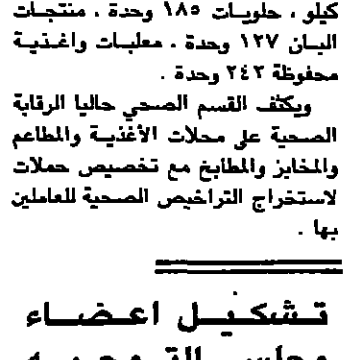 كيلو ، حلويات ١٨٥ وحدة ، منتجات
البان ١٢٧ وحدة ، معلبات واغذية
محفوظة ٢٤٢ وحدة .
ويكثف القسم الصحي حاليا الرقابة
الصحية على محلات الأغذية والمطاعم
والمخابز والمطابخ مع تخصيص حملات
لاستخراج التراخيص الصحية للعاملين
بها .
تشكيل اعضاء